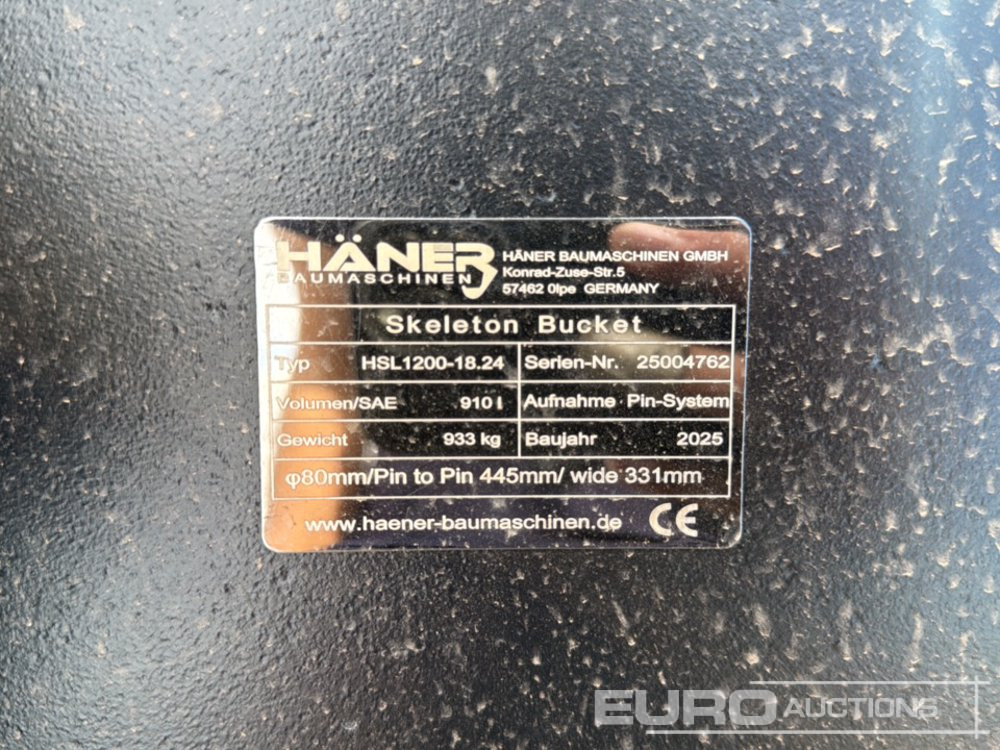 HÄNER
BAUMASCHINEN
HÄNER BAUMASCHINEN GMBH
Konrad-Zuse-Str.5
57462 Olpe GERMANY
Skeleton Bucket
Typ HSL1200-18.24 Serien-Nr. 25004762
Volumen/SAE 910 l Aufnahme Pin-System
Gewicht 933 kg Baujahr 2025
φ80mm/Pin to Pin 445mm/ wide 331mm
www.haener-baumaschinen.de CE
EURO AUCTIONS